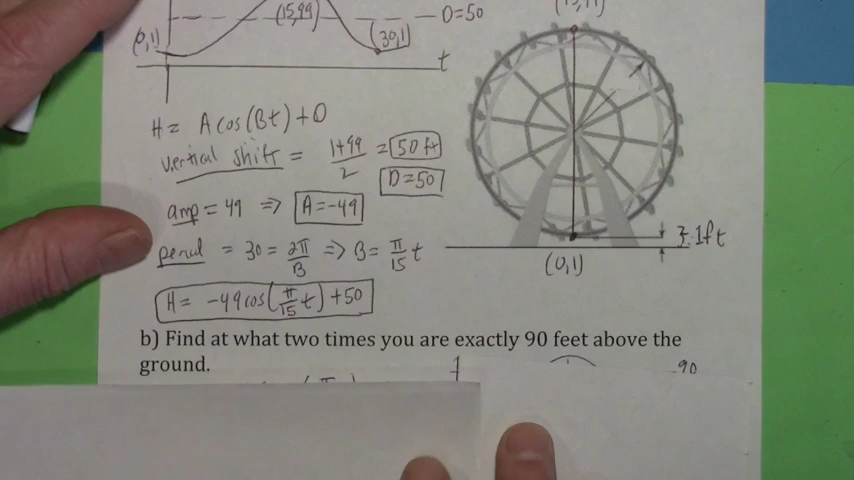 (15,99)
D=50
(15,99)
(0,1)
(30,1)
t
H = A cos(Bt) + D
vertical shift = 1+99/2 = 50 ft
D=50
amp = 49 ⇒ A=-49
period = 30 = 2π/B ⇒ B= π/15 t
H = -49cos(π/15 t) +50
1ft
(0,1)
b) Find at what two times you are exactly 90 feet above the
ground.
90